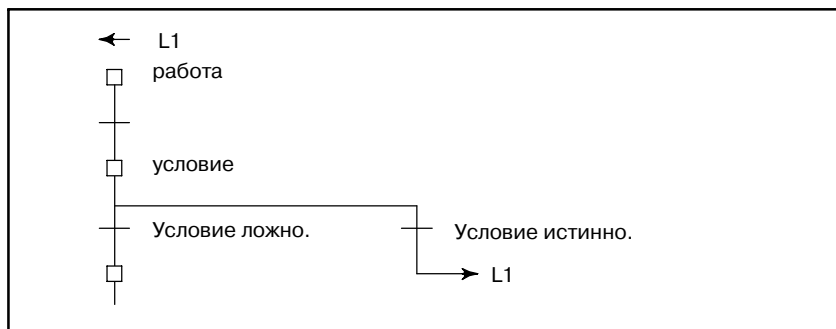 L1
работа
условие
Условие ложно.
Условие истинно.
L1